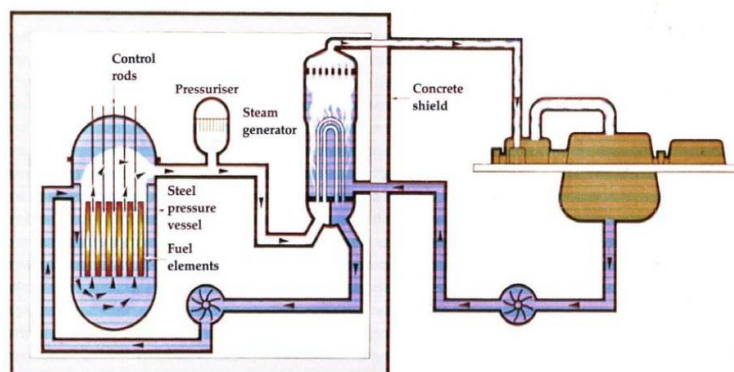 Control
rods
Pressuriser
Steam
generator
Concrete
shield
Steel
pressure
vessel
Fuel
elements